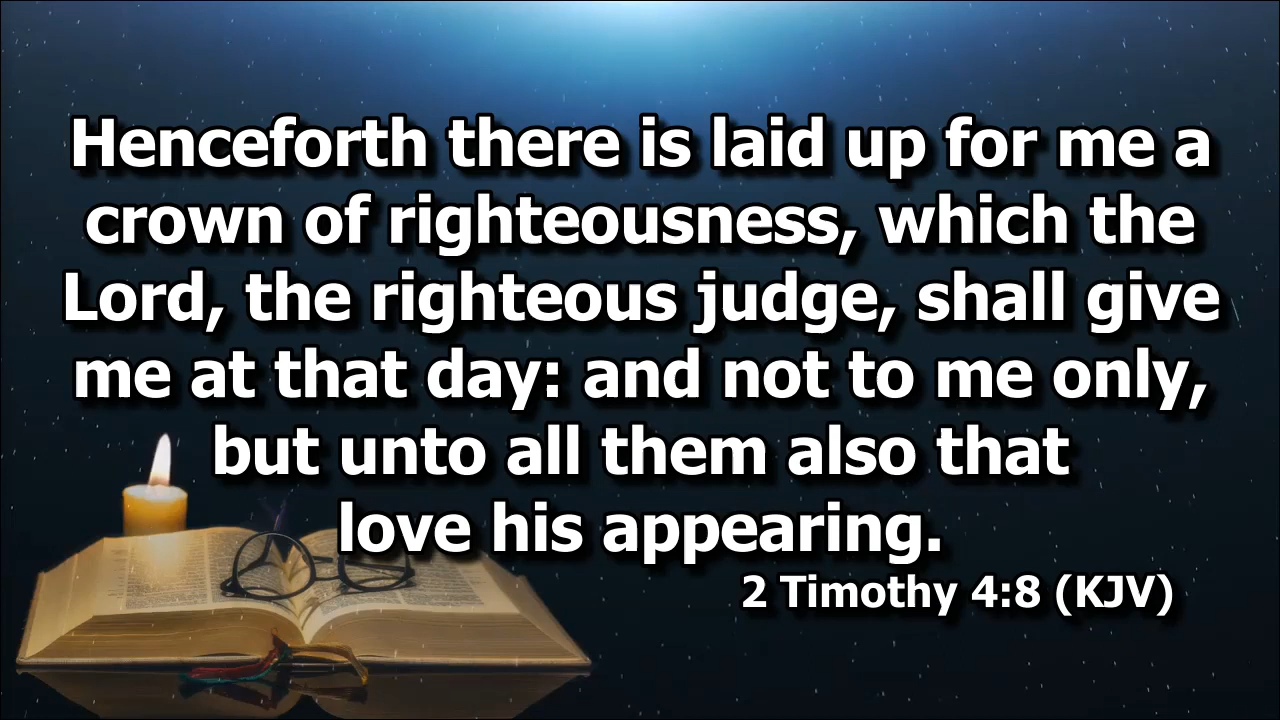 Henceforth there is laid up for me a
crown of righteousness, which the
Lord, the righteous judge, shall give
me at that day: and not to me only,
but unto all them also that
love his appearing.
2 Timothy 4:8 (KJV)